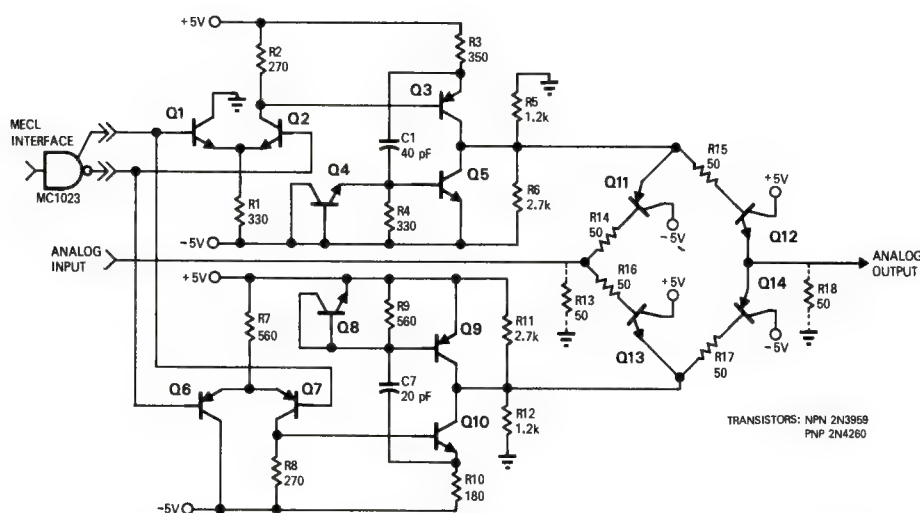 +5V
R2
270
R3
350
Q3
R5
1.2k
Q1
Q2
MECL
INTERFACE
MC1023
C1
40 pF
Q4
Q5
R15
50
Q11
+5V
R1
330
R4
330
R6
2.7k
R14
50
-5V
Q12
-5V
ANALOG
INPUT
R16
50
+5V
Q14
ANALOG
OUTPUT
+5V
R13
50
R18
50
R7
560
Q8
R9
560
Q9
R11
2.7k
Q13
R17
50
-5V
Q6
Q7
C7
20 pF
Q10
R12
1.2k
TRANSISTORS: NPN 2N3959
PNP 2N4260
R8
270
R10
180
-5V